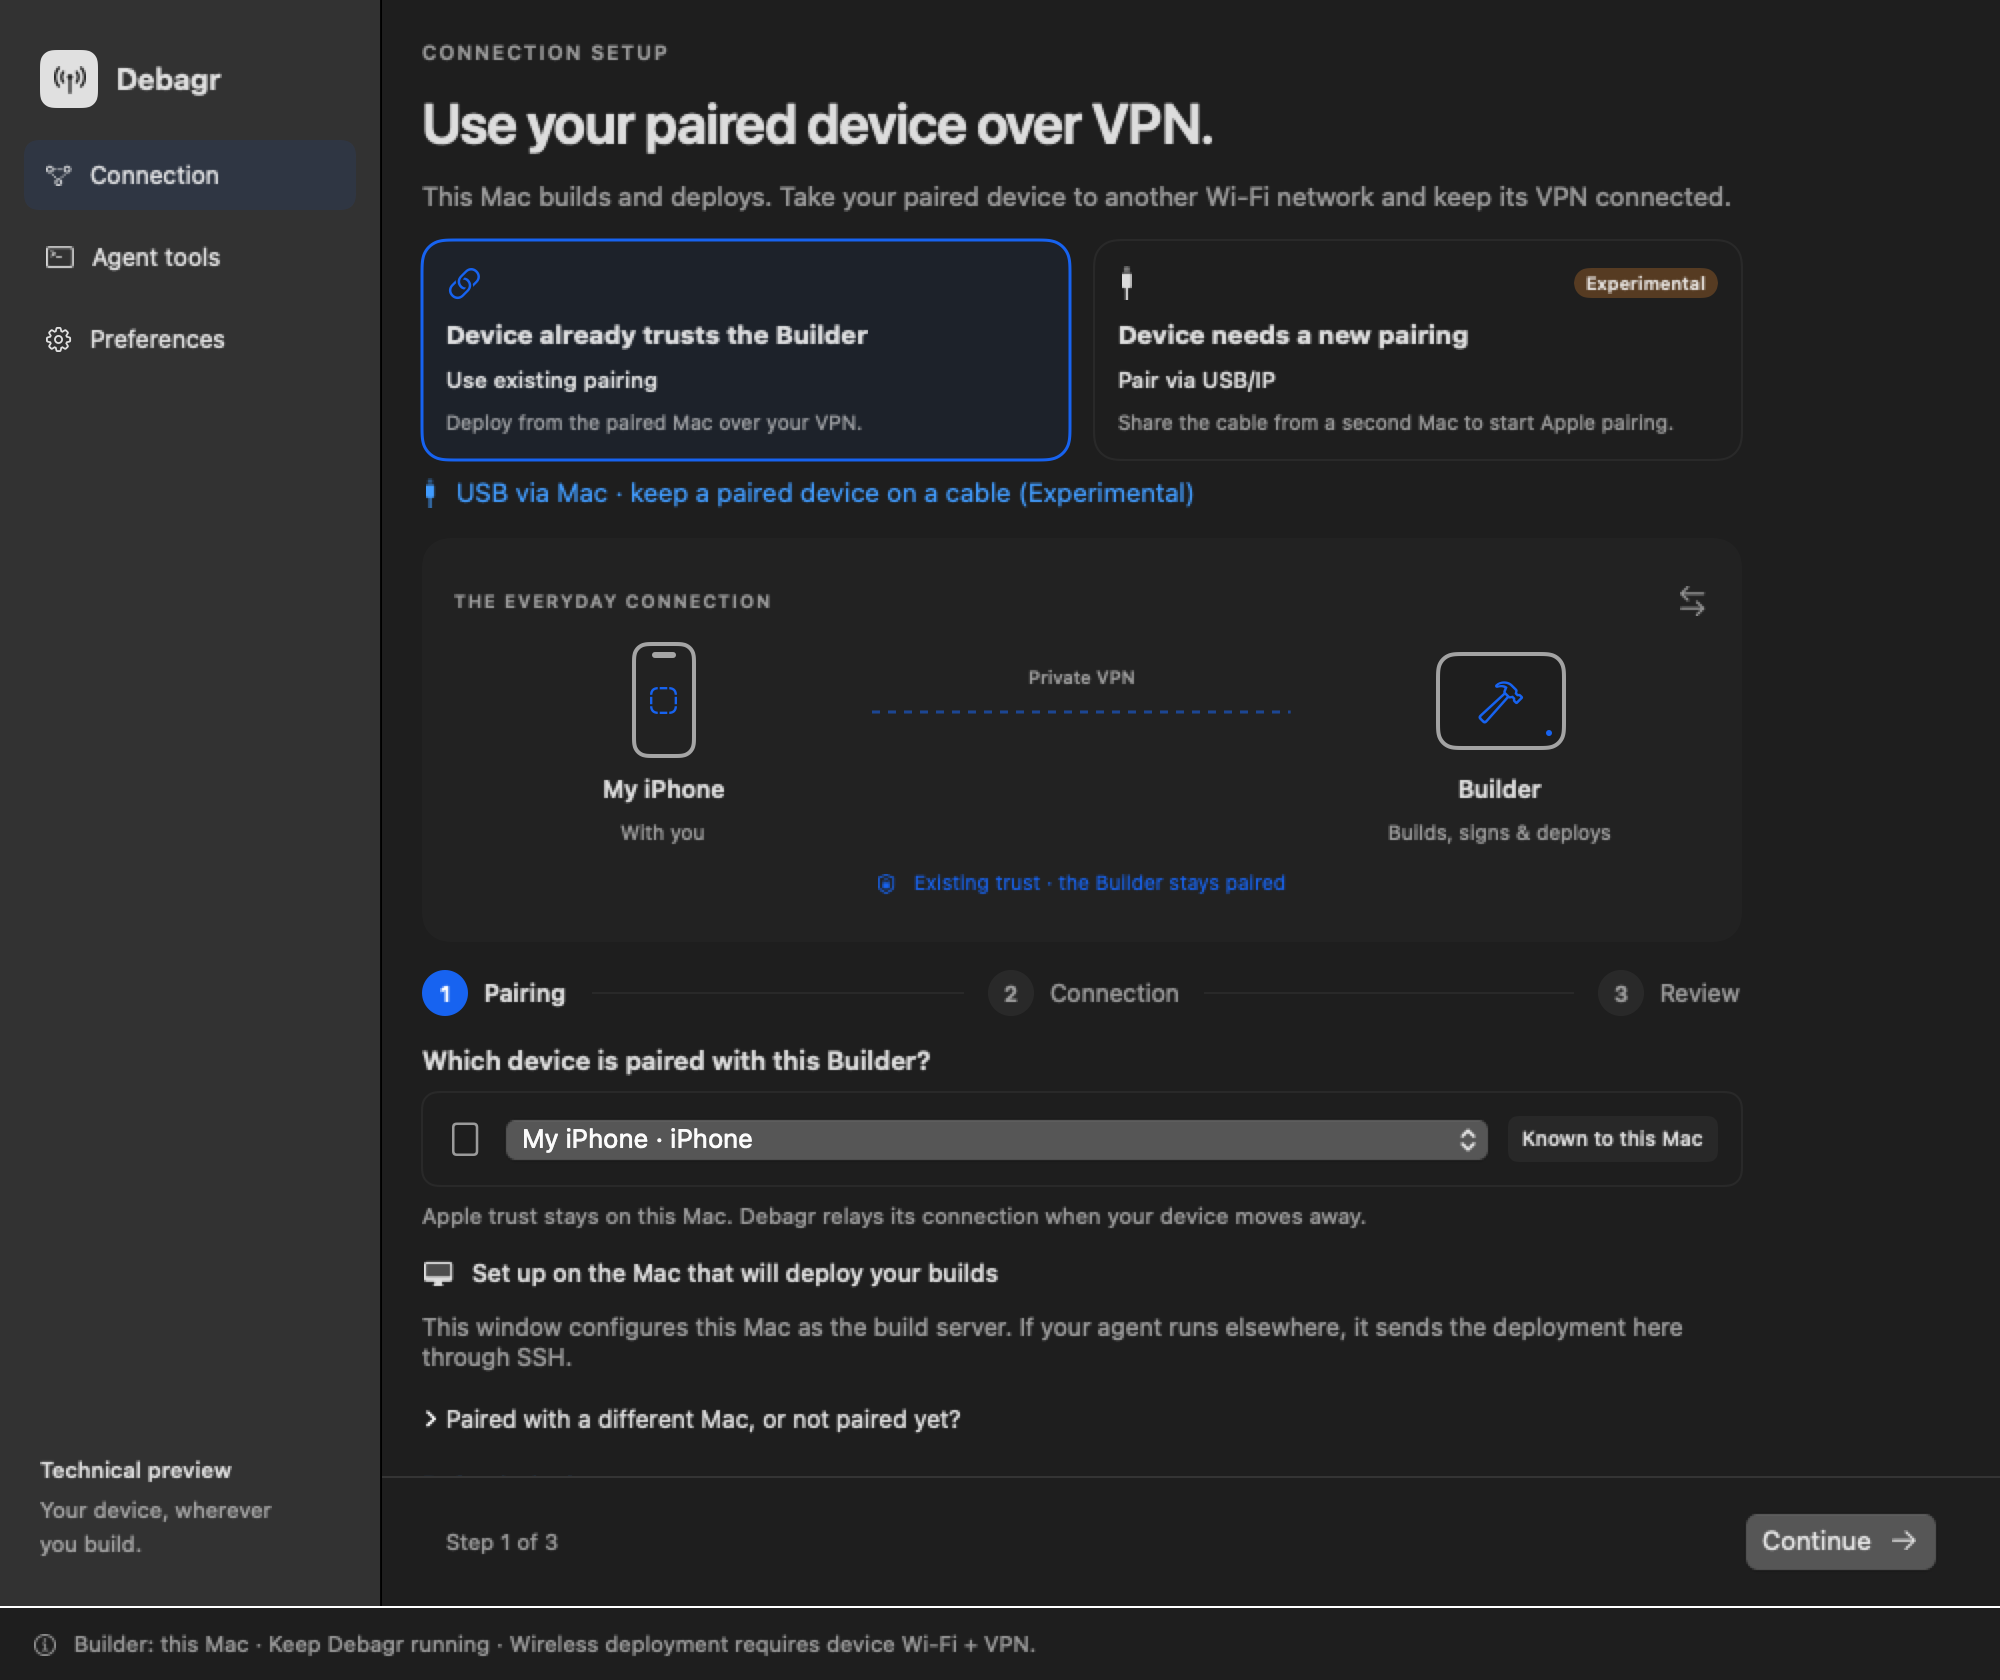 Debagr
Connection
Agent tools
Preferences
Technical preview
Your device, wherever
you build.
CONNECTION SETUP
Use your paired device over VPN.
This Mac builds and deploys. Take your paired device to another Wi-Fi network and keep its VPN connected.
Device already trusts the Builder
Use existing pairing
Deploy from the paired Mac over your VPN.
Experimental
Device needs a new pairing
Pair via USB/IP
Share the cable from a second Mac to start Apple pairing.
USB via Mac · keep a paired device on a cable (Experimental)
THE EVERYDAY CONNECTION
Private VPN
My iPhone
With you
Builder
Builds, signs & deploys
Existing trust · the Builder stays paired
1 Pairing
2 Connection
3 Review
Which device is paired with this Builder?
My iPhone · iPhone
Known to this Mac
Apple trust stays on this Mac. Debagr relays its connection when your device moves away.
Set up on the Mac that will deploy your builds
This window configures this Mac as the build server. If your agent runs elsewhere, it sends the deployment here
through SSH.
Paired with a different Mac, or not paired yet?
Step 1 of 3
Continue
Builder: this Mac · Keep Debagr running · Wireless deployment requires device Wi-Fi + VPN.